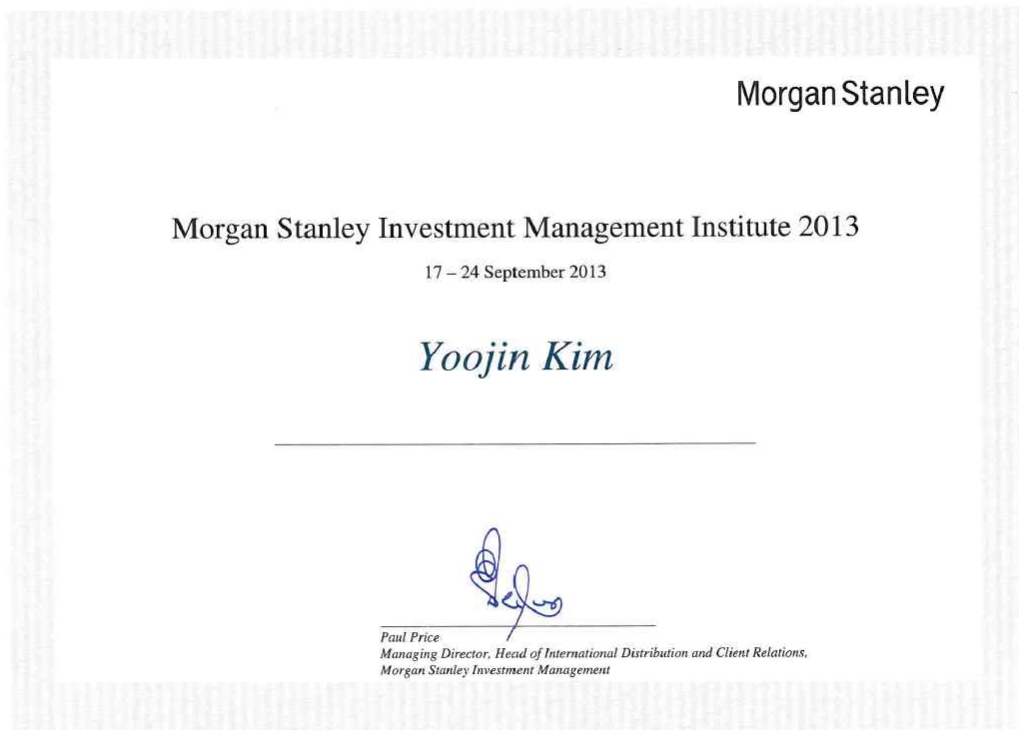 Morgan Stanley
Morgan Stanley Investment Management Institute 2013
17 – 24 September 2013
Yoojin Kim
Paul Price
Managing Director, Head of International Distribution and Client Relations,
Morgan Stanley Investment Management